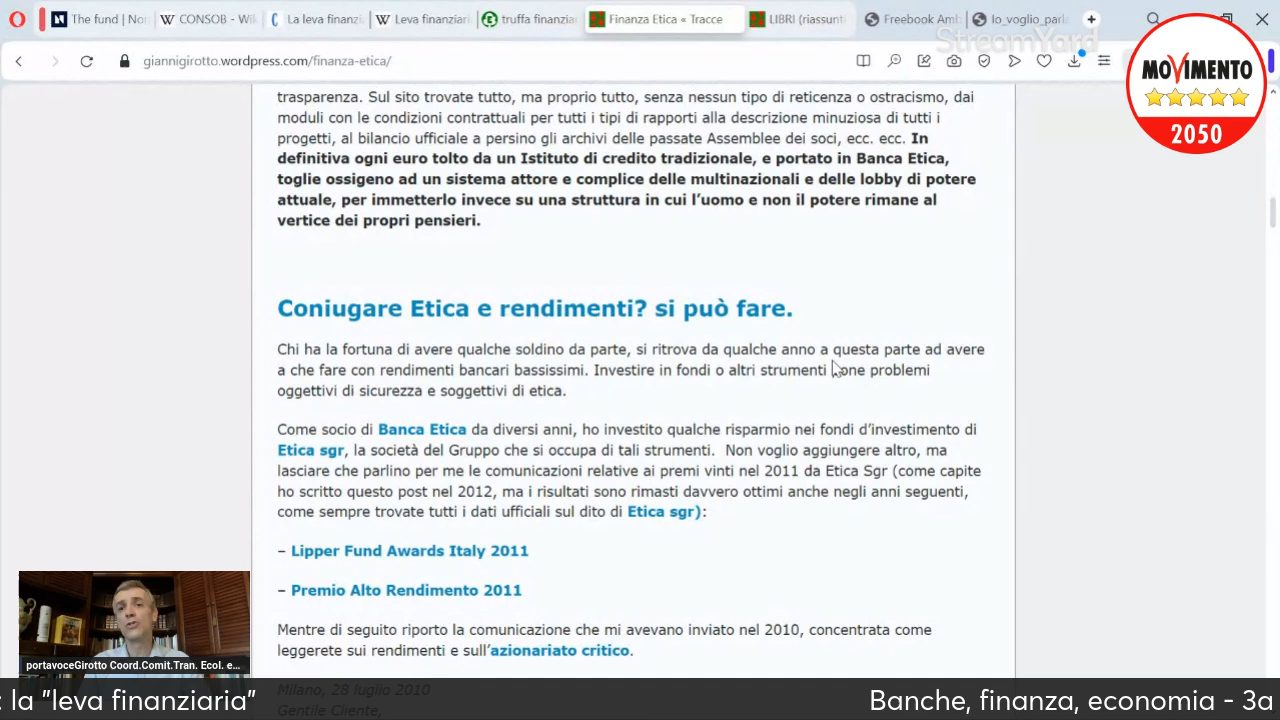 The fund | Nor
CONSOB - Wik
La leva finanzi
Leva finanziari
truffa finanziar
Finanza Etica « Tracce
LIBRI (riassunti
Freebook Amb
Io_voglio_parl
StreamYard
giannigirotto.wordpress.com/finanza-etica/
MOVIMENTO
2050
trasparenza. Sul sito trovate tutto, ma proprio tutto, senza nessun tipo di reticenza o ostracismo, dai
moduli con le condizioni contrattuali per tutti i tipi di rapporti alla descrizione minuziosa di tutti i
progetti, al bilancio ufficiale a persino gli archivi delle passate Assemblee dei soci, ecc. ecc. In
definitiva ogni euro tolto da un Istituto di credito tradizionale, e portato in Banca Etica,
toglie ossigeno ad un sistema attore e complice delle multinazionali e delle lobby di potere
attuale, per immetterlo invece su una struttura in cui l'uomo e non il potere rimane al
vertice dei propri pensieri.
Coniugare Etica e rendimenti? si può fare.
Chi ha la fortuna di avere qualche soldino da parte, si ritrova da qualche anno a questa parte ad avere
a che fare con rendimenti bancari bassissimi. Investire in fondi o altri strumenti pone problemi
oggettivi di sicurezza e soggettivi di etica.
Come socio di Banca Etica da diversi anni, ho investito qualche risparmio nei fondi d'investimento di
Etica sgr, la società del Gruppo che si occupa di tali strumenti. Non voglio aggiungere altro, ma
lasciare che parlino per me le comunicazioni relative ai premi vinti nel 2011 da Etica Sgr (come capite
ho scritto questo post nel 2012, ma i risultati sono rimasti davvero ottimi anche negli anni seguenti,
come sempre trovate tutti i dati ufficiali sul dito di Etica sgr):
– Lipper Fund Awards Italy 2011
– Premio Alto Rendimento 2011
Mentre di seguito riporto la comunicazione che mi avevano inviato nel 2010, concentrata come
leggerete sui rendimenti e sull'azionariato critico.
Milano, 28 luglio 2010
Gentile Cliente,
portavoceGirotto Coord.Comit.Tran. Ecol. e...
: la "leva finanziaria"
Banche, finanza, economia - 3a